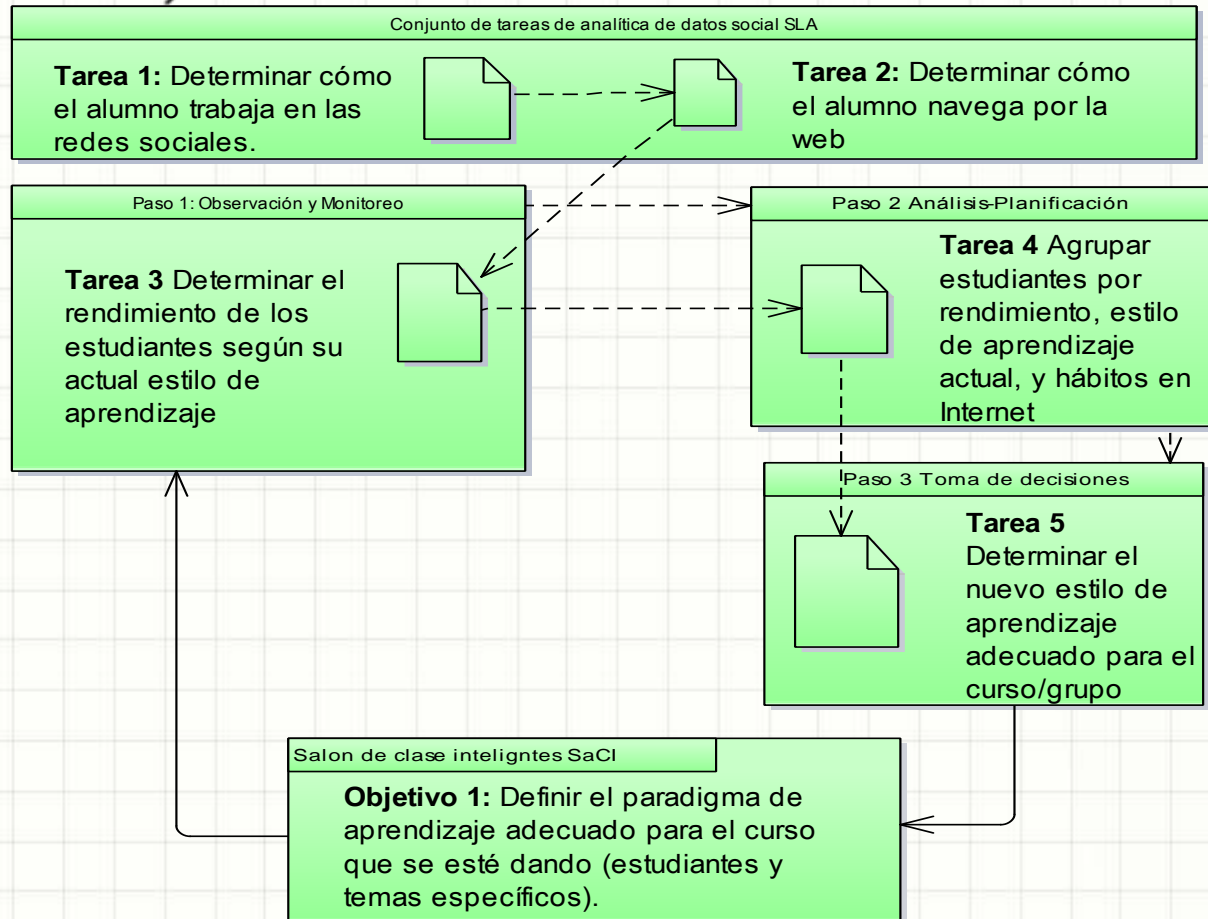 Conjunto de tareas de analítica de datos social SLA
Tarea 1: Determinar cómo
el alumno trabaja en las
redes sociales.
Tarea 2: Determinar cómo
el alumno navega por la
web
Paso 1: Observación y Monitoreo
Tarea 3 Determinar el
rendimiento de los
estudiantes según su
actual estilo de
aprendizaje
Paso 2 Análisis-Planificación
Tarea 4 Agrupar
estudiantes por
rendimiento, estilo
de aprendizaje
actual, y hábitos en
Internet
Paso 3 Toma de decisiones
Tarea 5
Determinar el
nuevo estilo de
aprendizaje
adecuado para el
curso/grupo
Salon de clase inteligntes SaCI
Objetivo 1: Definir el paradigma de
aprendizaje adecuado para el curso
que se esté dando (estudiantes y
temas específicos).